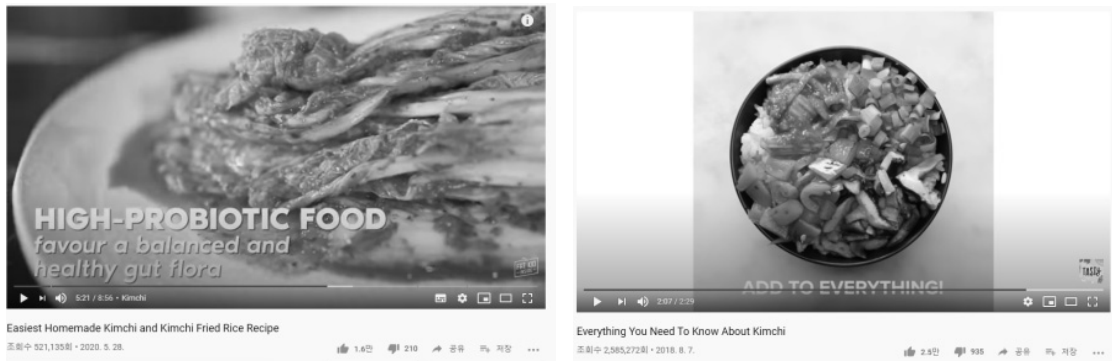 HIGH-PROBIOTIC FOOD
favour a balanced and
healthy gut flora
5:21 / 8:56 • Kimchi
Easiest Homemade Kimchi and Kimchi Fried Rice Recipe
조회수 521,135회 • 2020. 5. 28.
1.6만 210 공유 저장
ADD TO EVERYTHING!
TASTY
2:07 / 2:29
Everything You Need To Know About Kimchi
조회수 2,585,272회 • 2018. 8. 7.
2.5만 935 공유 저장